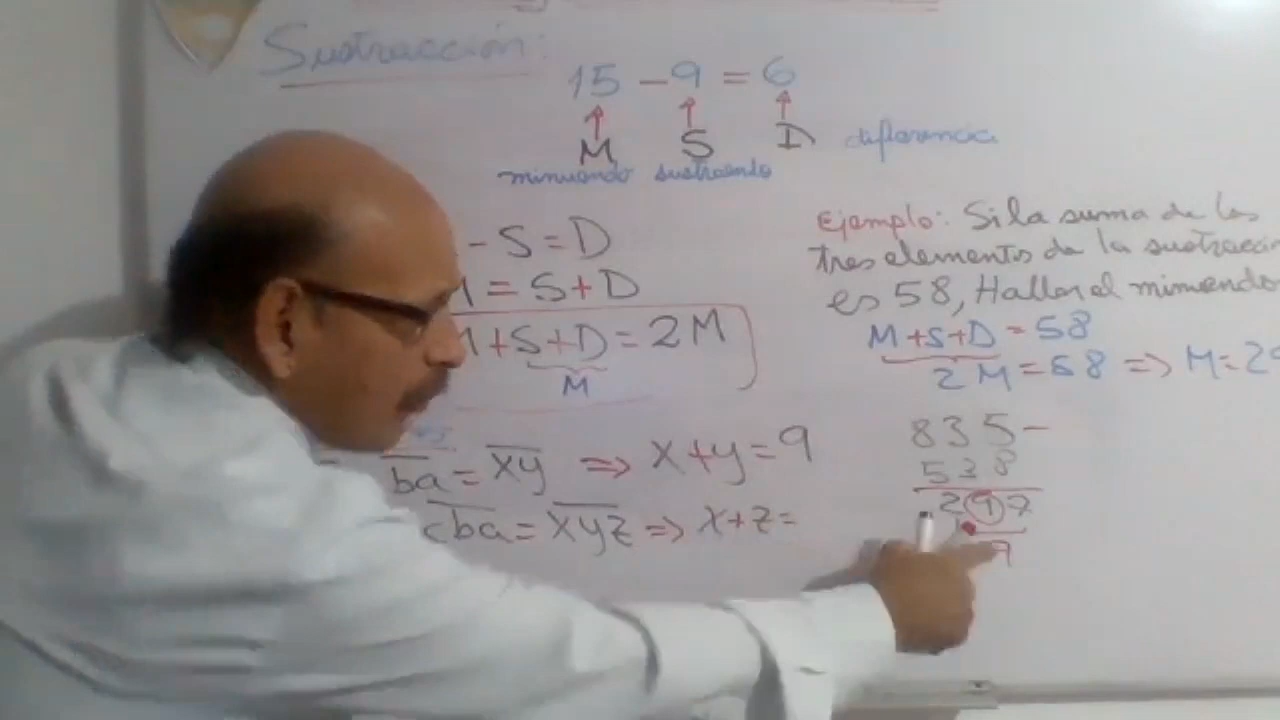 Sustracción:
15 - 9 = 6
M S D diferencia
minuendo sustraendo
- S = D
= S + D
+ S + D = 2M
M
Ejemplo: Si la suma de los
tres elementos de la sustracción
es 58, Hallar el minuendo
M + S + D = 58
2M = 58 => M = 2
835 -
538
297
9
ba = xy => x + y = 9
cba = xyz => x + z =